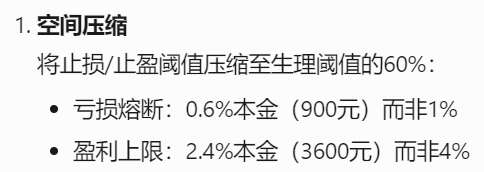 1. 空间压缩
将止损/止盈阈值压缩至生理阈值的60%：
• 亏损熔断：0.6%本金（900元）而非1%
• 盈利上限：2.4%本金（3600元）而非4%